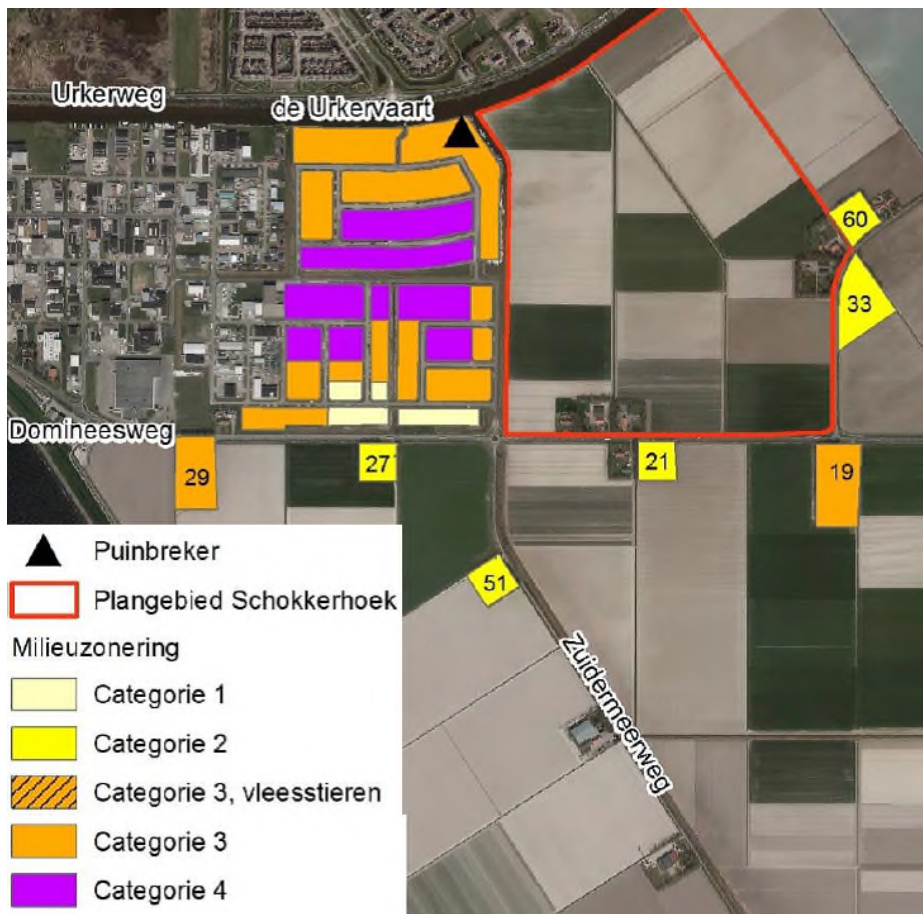 Urkerweg
de Urkervaart
60
33
Domineesweg
29
27
21
19
51
Zuidermeerweg
Puinbreker
Plangebied Schokkerhoek
Milieuzonering
Categorie 1
Categorie 2
Categorie 3, vleesstieren
Categorie 3
Categorie 4